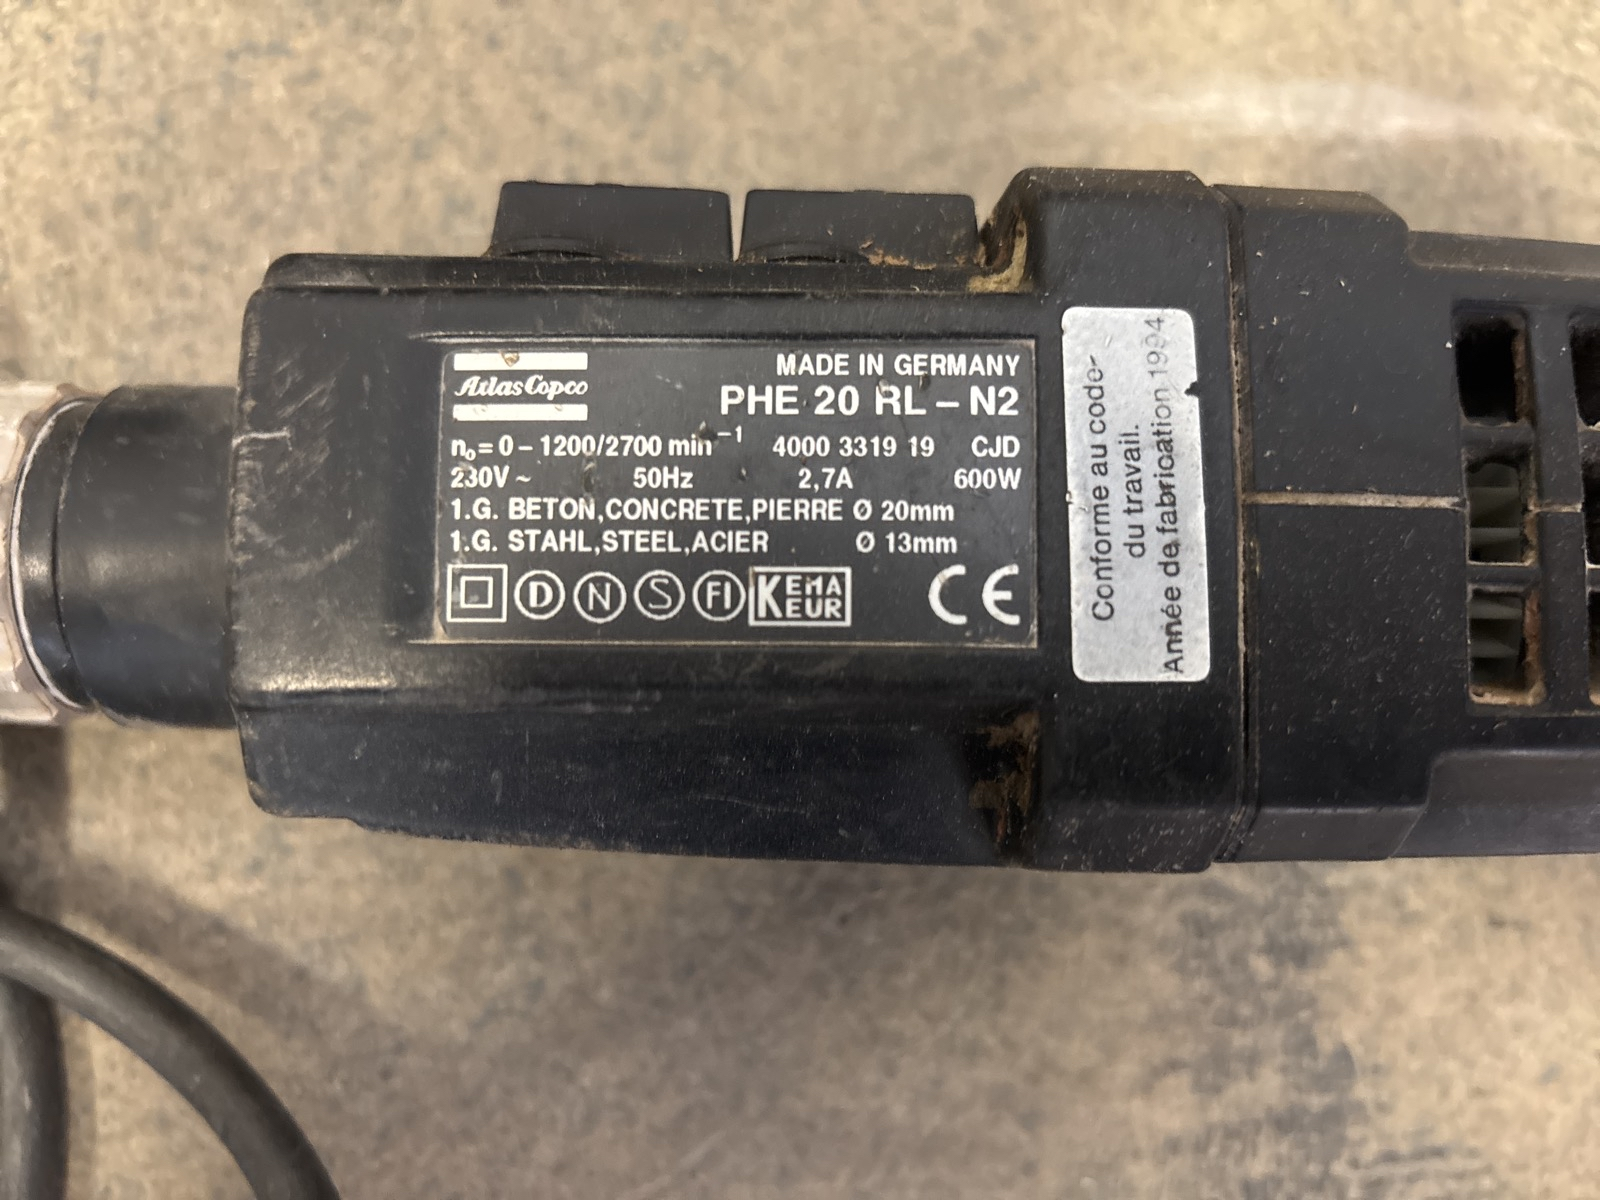 Atlas Copco
MADE IN GERMANY
PHE 20 RL – N2
n₀ = 0 – 1200/2700 min⁻¹ 4000 3319 19 CJD
230V ~ 50Hz 2,7A 600W
1.G. BETON,CONCRETE,PIERRE Ø 20mm
1.G. STAHL,STEEL,ACIER Ø 13mm
D N S FI KEMA KEUR CE
Conforme au code-
du travail.
Année de fabrication 1994